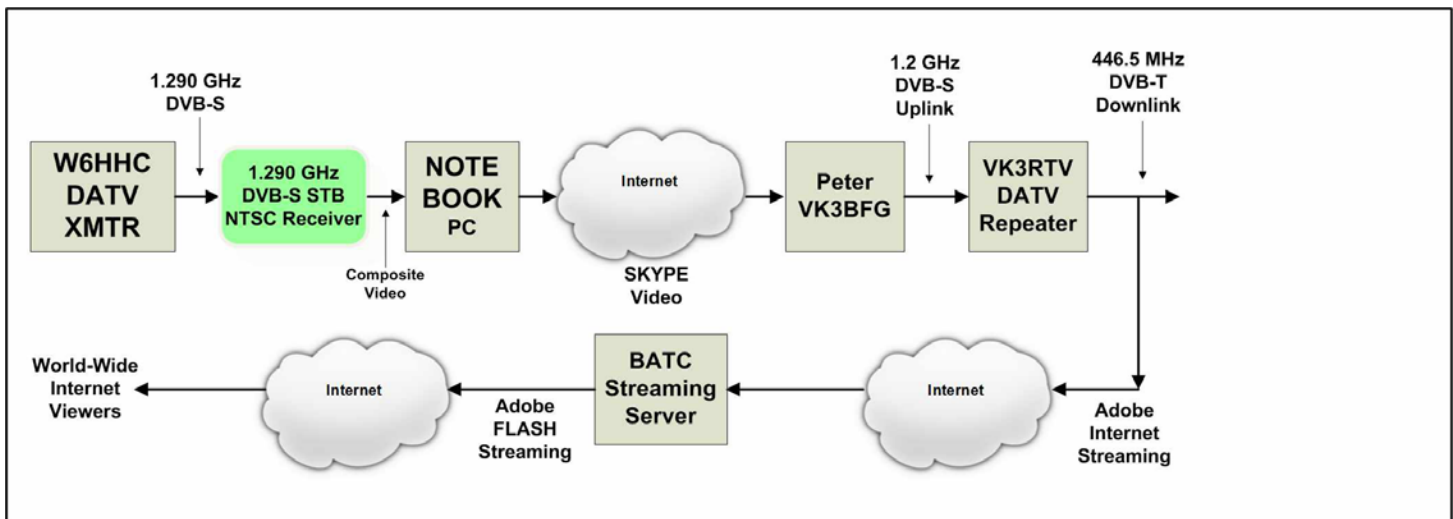 1.290 GHz
DVB-S
1.2 GHz
DVB-S
Uplink
446.5 MHz
DVB-T
Downlink
W6HHC
DATV
XMTR
1.290 GHz
DVB-S STB
NTSC Receiver
Composite
Video
NOTE
BOOK
PC
Internet
SKYPE
Video
Peter
VK3BFG
VK3RTV
DATV
Repeater
World-Wide
Internet
Viewers
Internet
Adobe
FLASH
Streaming
BATC
Streaming
Server
Internet
Adobe
Internet
Streaming